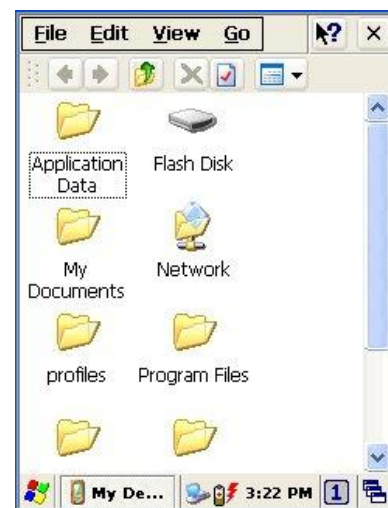 File Edit View Go
?
Application Data
Flash Disk
My Documents
Network
profiles
Program Files
My De...
3:22 PM
1